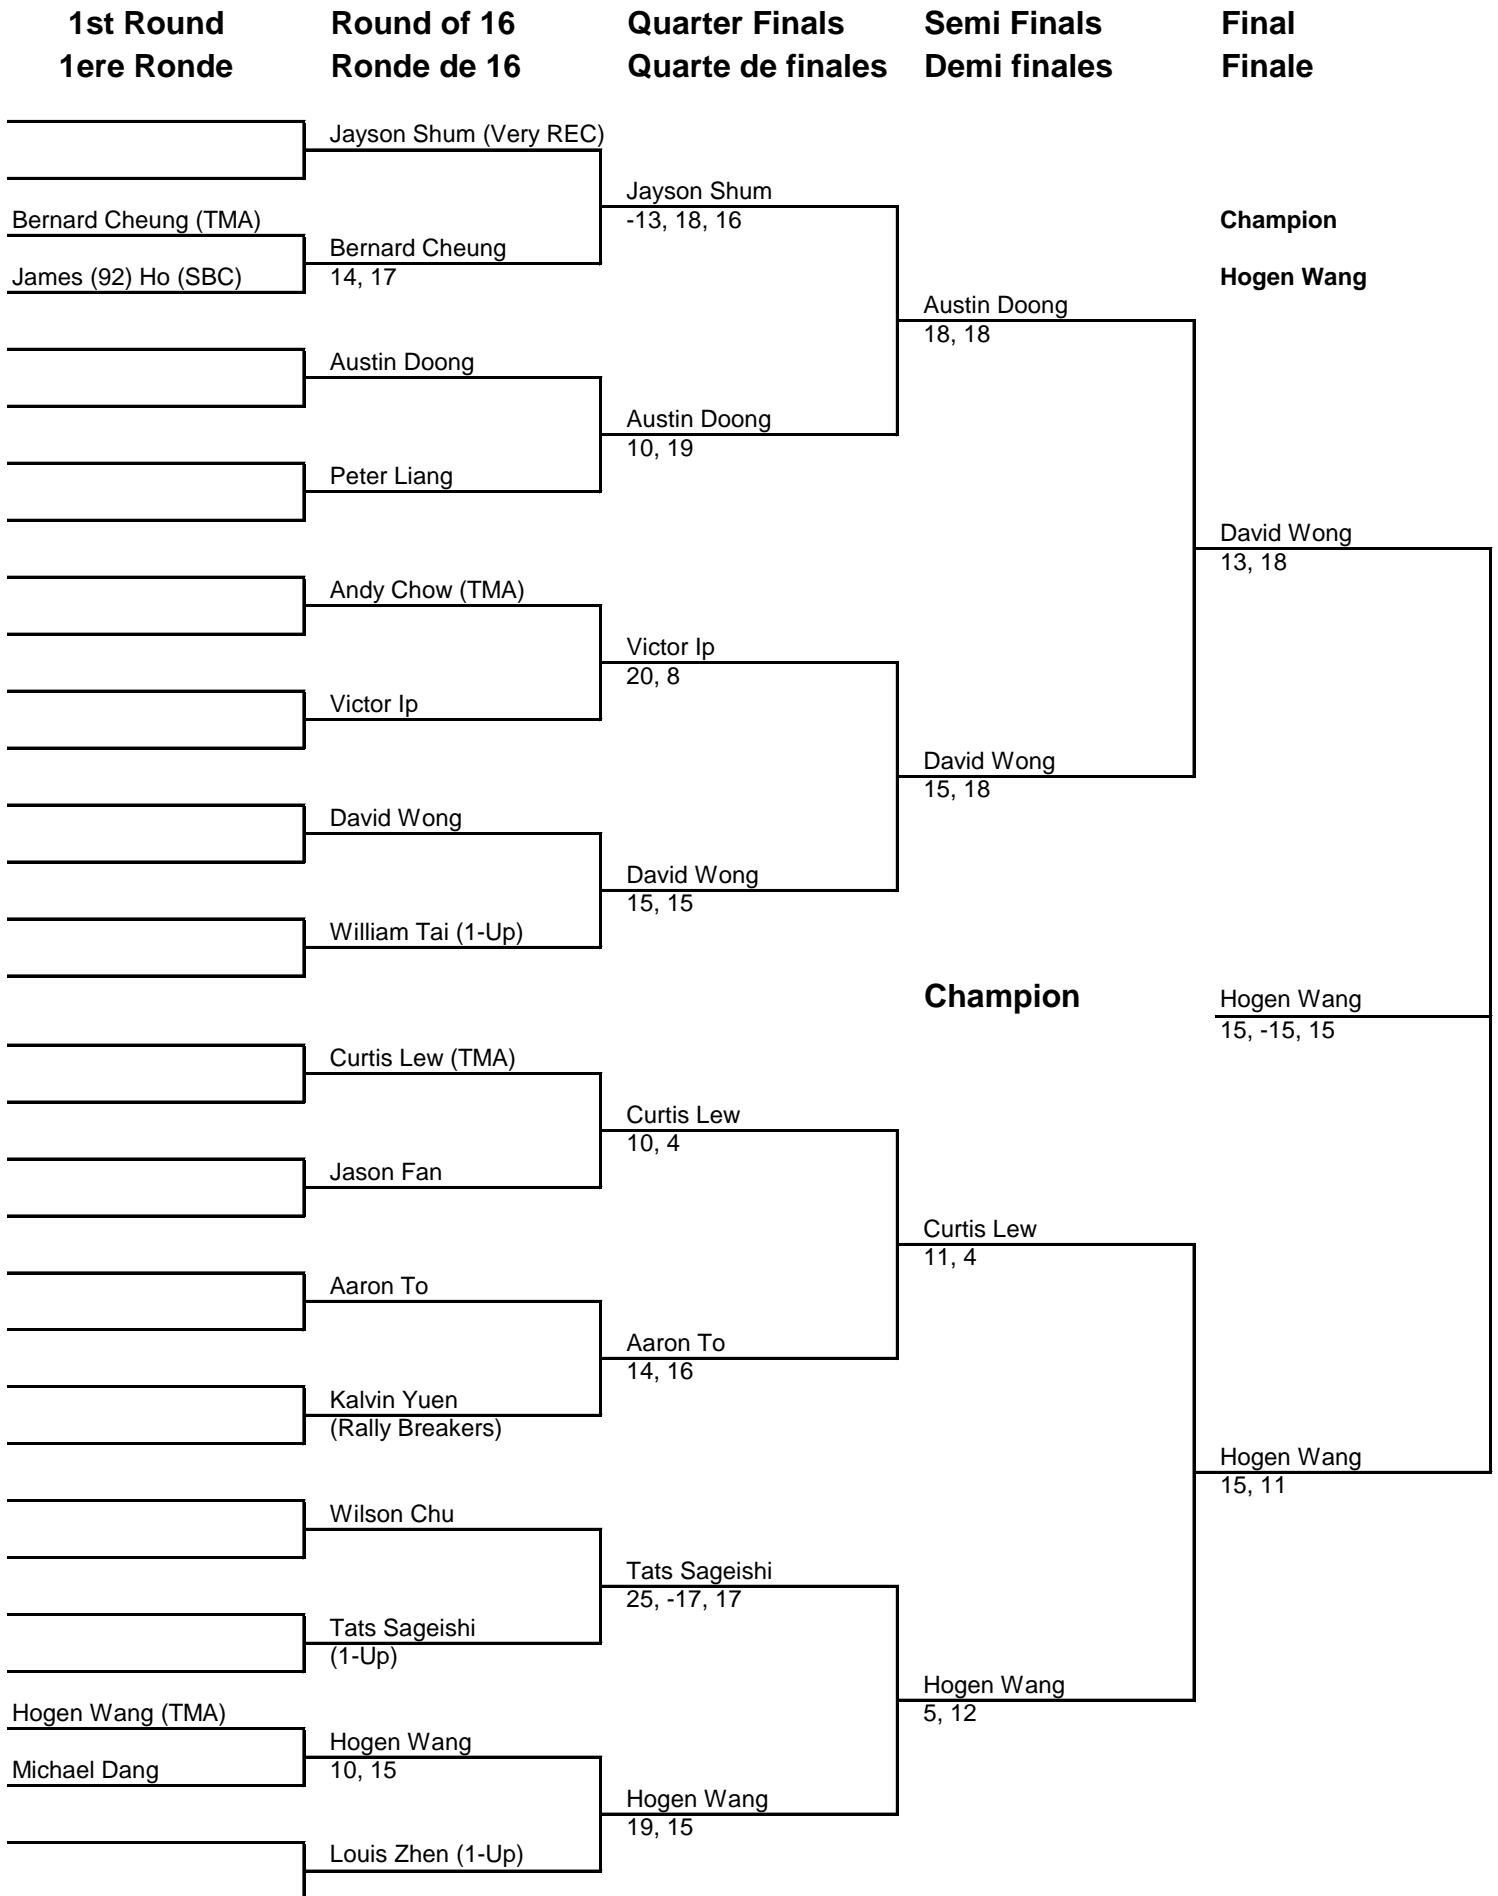 1st Round
1ere Ronde
Round of 16
Ronde de 16
Quarter Finals
Quarte de finales
Semi Finals
Demi finales
Final
Finale
Jayson Shum (Very REC)
Jayson Shum
-13, 18, 16
Bernard Cheung (TMA)
Champion
Bernard Cheung
14, 17
James (92) Ho (SBC)
Hogen Wang
Austin Doong
18, 18
Austin Doong
Austin Doong
10, 19
Peter Liang
David Wong
13, 18
Andy Chow (TMA)
Victor Ip
20, 8
Victor Ip
David Wong
15, 18
David Wong
David Wong
15, 15
William Tai (1-Up)
Champion
Hogen Wang
15, -15, 15
Curtis Lew (TMA)
Curtis Lew
10, 4
Jason Fan
Curtis Lew
11, 4
Aaron To
Aaron To
14, 16
Kalvin Yuen
(Rally Breakers)
Hogen Wang
15, 11
Wilson Chu
Tats Sageishi
25, -17, 17
Tats Sageishi
(1-Up)
Hogen Wang
5, 12
Hogen Wang (TMA)
Hogen Wang
10, 15
Michael Dang
Hogen Wang
19, 15
Louis Zhen (1-Up)